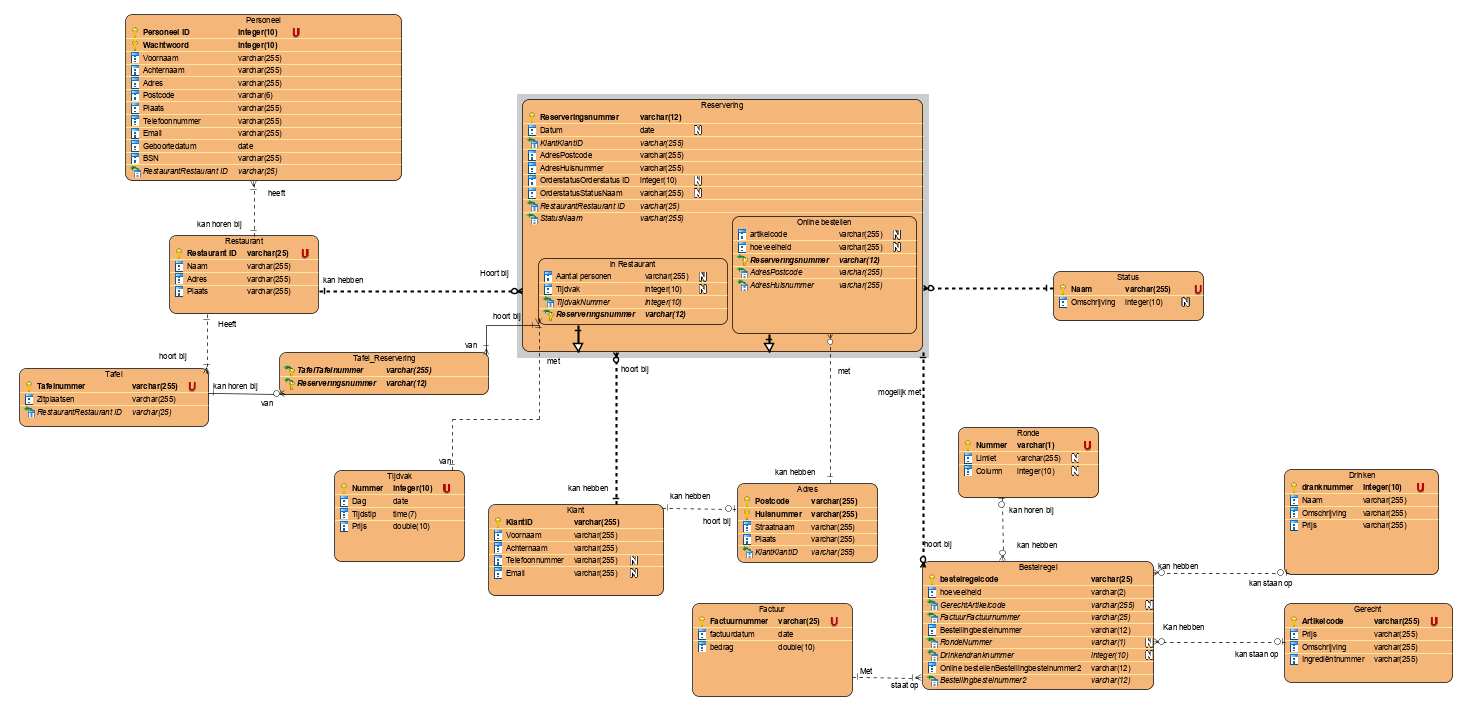 Personeel
Personeel ID integer(10) U
Wachtwoord integer(10)
Voornaam varchar(255)
Achternaam varchar(255)
Adres varchar(255)
Postcode varchar(6)
Plaats varchar(255)
Telefoonnummer varchar(255)
Email varchar(255)
Geboortedatum date
BSN varchar(255)
RestaurantRestaurant ID varchar(25)
heeft
kan horen bij
Restaurant
Restaurant ID varchar(25) U
Naam varchar(255)
Adres varchar(255)
Plaats varchar(255)
kan hebben
Hoort bij
Heeft
hoort bij
Tafel
Tafelnummer varchar(255) U
Zitplaatsen varchar(255)
RestaurantRestaurant ID varchar(25)
kan horen bij
van
Tafel_Reservering
TafelTafelnummer varchar(255)
Reserveringsnummer varchar(12)
van
hoort bij
Reservering
Reserveringsnummer varchar(12)
Datum date N
KlantKlantID varchar(255)
AdresPostcode varchar(255)
AdresHuisnummer varchar(255)
OrderstatusOrderstatus ID integer(10) N
OrderstatusStatusNaam varchar(255) N
RestaurantRestaurant ID varchar(25)
StatusNaam varchar(255)
In Restaurant
Aantal personen varchar(255) N
Tijdvak integer(10) N
TijdvakNummer integer(10)
Reserveringsnummer varchar(12)
Online bestellen
artikelcode varchar(255) N
hoeveelheid varchar(255) N
Reserveringsnummer varchar(12)
AdresPostcode varchar(255)
AdresHuisnummer varchar(255)
Status
Naam varchar(255) U
Omschrijving integer(10) N
met
hoort bij
met
mogelijk met
van
Tijdvak
Nummer integer(10) U
Dag date
Tijdstip time(7)
Prijs double(10)
kan hebben
Klant
KlantID varchar(255)
Voornaam varchar(255)
Achternaam varchar(255)
Telefoonnummer varchar(255) N
Email varchar(255) N
kan hebben
hoort bij
kan hebben
Adres
Postcode varchar(255)
Huisnummer varchar(255)
Straatnaam varchar(255)
Plaats varchar(255)
KlantKlantID varchar(255)
Ronde
Nummer varchar(1) U
Limiet varchar(255) N
Column integer(10) N
kan horen bij
kan hebben
hoort bij
Drinken
dranknummer integer(10) U
Naam varchar(255)
Omschrijving varchar(255)
Prijs varchar(255)
Bestelregel
bestelregelcode varchar(25)
hoeveelheid varchar(2)
GerechtArtikelcode varchar(255) N
FactuurFactuurnummer varchar(25)
Bestellingbestelnummer varchar(12)
RondeNummer varchar(1) N
Drinkendranknummer integer(10) N
Online bestellenBestellingbestelnummer2 varchar(12)
Bestellingbestelnummer2 varchar(12)
kan hebben
kan staan op
Kan hebben
kan staan op
Gerecht
Artikelcode varchar(255) U
Prijs varchar(255)
Omschrijving varchar(255)
Ingrediëntnummer varchar(255)
Factuur
Factuurnummer varchar(25) U
factuurdatum date
bedrag double(10)
Met
staat op